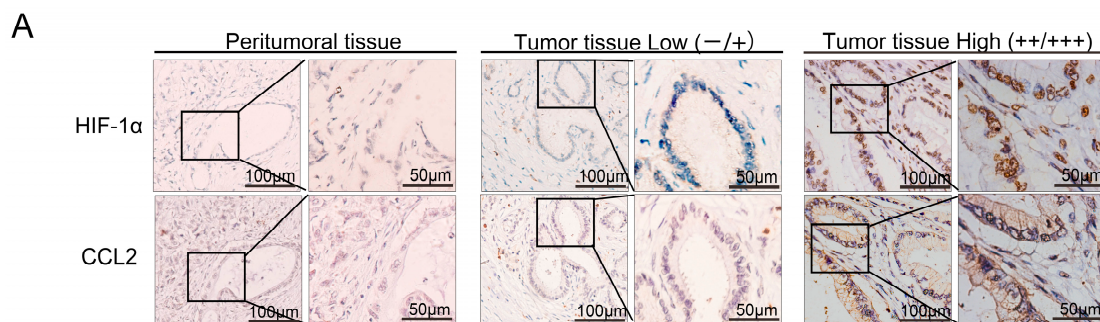 A
Peritumoral tissue
Tumor tissue Low (−/+)
Tumor tissue High (++/+++)
HIF-1α
100μm
50μm
100μm
50μm
100μm
50μm
CCL2
100μm
50μm
100μm
50μm
100μm
50μm